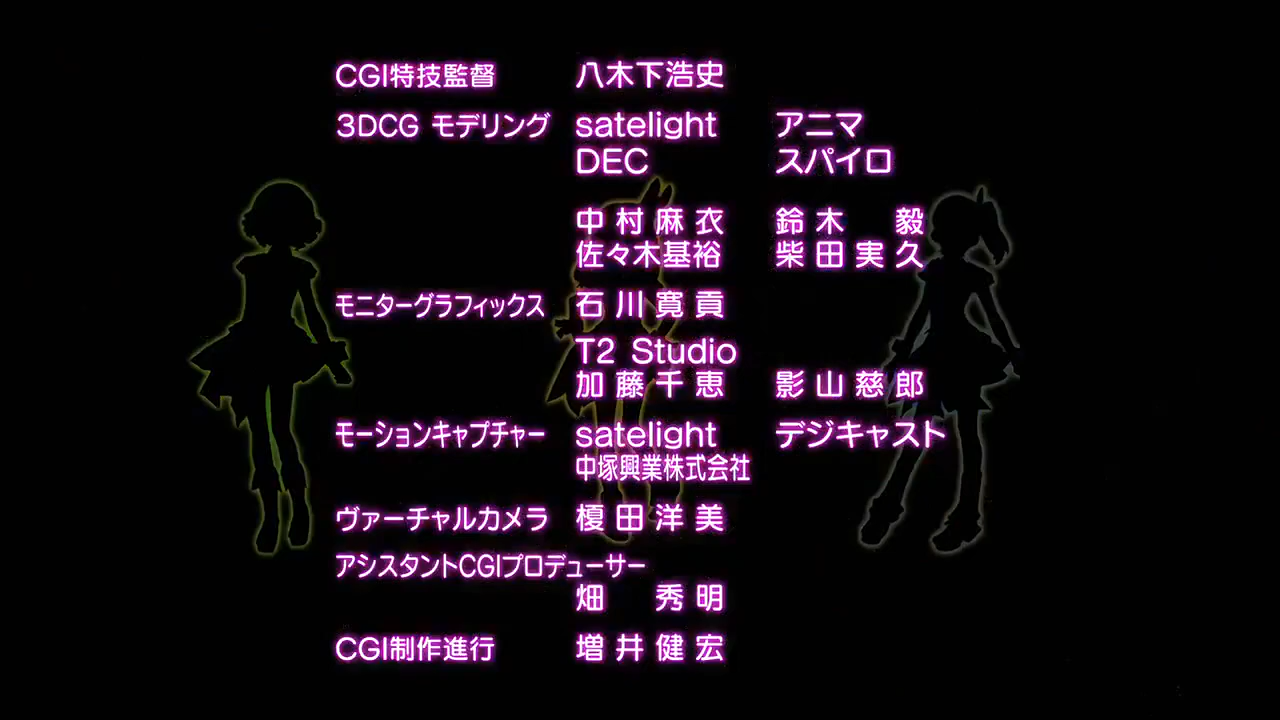 CGI特技監督 八木下浩史
3DCG モデリング satelight アニマ
DEC スパイロ
中村麻衣 鈴木 毅
佐々木基裕 柴田実久
モニターグラフィックス 石川寛貢
T2 Studio
加藤千恵 影山慈郎
モーションキャプチャー satelight デジキャスト
中塚興業株式会社
ヴァーチャルカメラ 榎田洋美
アシスタントCGIプロデューサー
畑 秀明
CGI制作進行 増井健宏